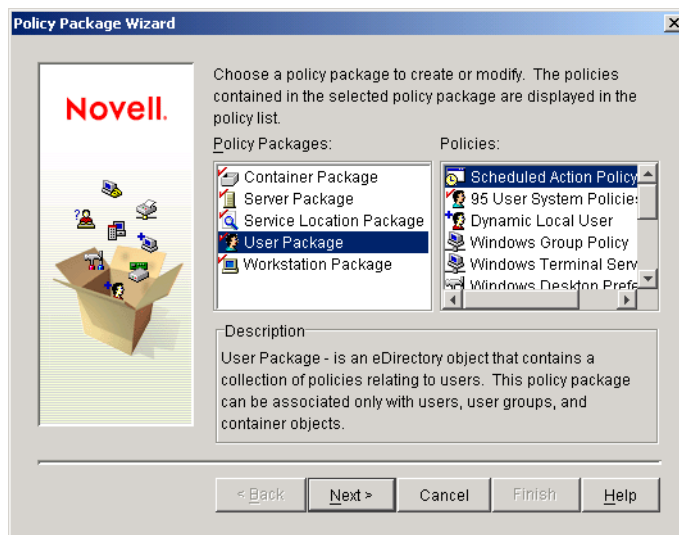 Policy Package Wizard
Novell.
Choose a policy package to create or modify. The policies
contained in the selected policy package are displayed in the
policy list.
Policy Packages:
Policies:
Container Package
Server Package
Service Location Package
User Package
Workstation Package
Scheduled Action Policy
95 User System Policie
Dynamic Local User
Windows Group Policy
Windows Terminal Serv
Windows Desktop Prefe
Description
User Package - is an eDirectory object that contains a
collection of policies relating to users. This policy package
can be associated only with users, user groups, and
container objects.
< Back
Next >
Cancel
Finish
Help